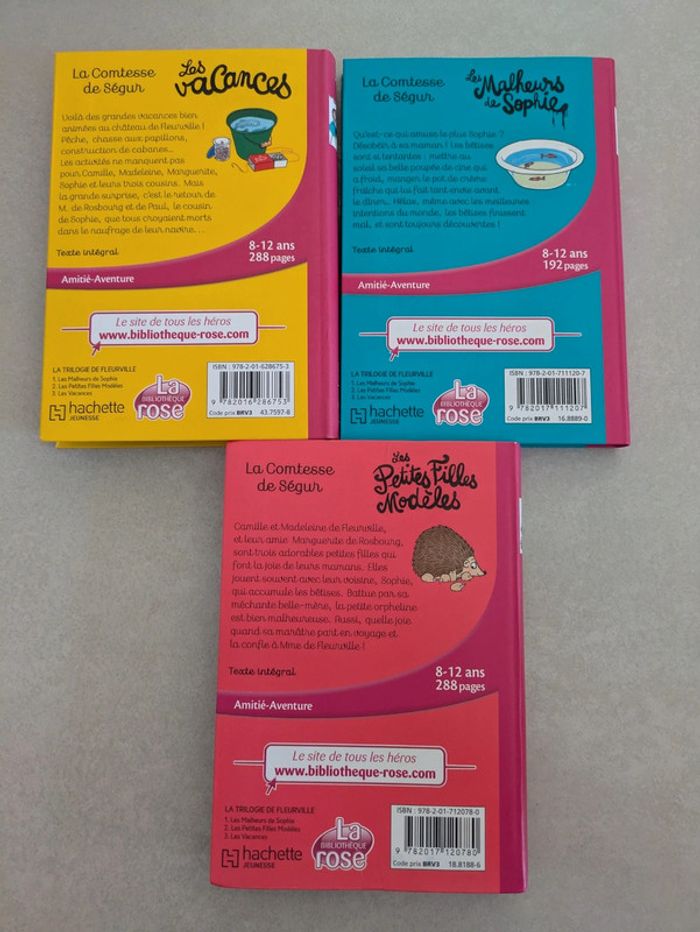 La Comtesse
de Ségur
Les
vacances
Voilà des grandes vacances bien
animées au château de Fleurville !
Pêche, chasse aux papillons,
construction de cabanes...
Les activités ne manquent pas
pour Camille, Madeleine, Marguerite,
Sophie et leurs trois cousins. Mais
la grande surprise, c'est le retour de
M. de Rosbourg et de Paul, le cousin
de Sophie, que tous croyaient morts
dans le naufrage de leur navire...
Texte intégral
8-12 ans
288 pages
Amitié-Aventure
Le site de tous les héros
www.bibliotheque-rose.com
LA TRILOGIE DE FLEURVILLE
1. Les Malheurs de Sophie
2. Les Petites Filles Modèles
3. Les Vacances
hachette
JEUNESSE
La
BIBLIOTHÈQUE
rose
ISBN : 978-2-01-628675-3
9 782016 286753
Code prix BRV3 43.7597-8
La Comtesse
de Ségur
Les Malheurs
de Sophie
Qu'est-ce qui amuse le plus Sophie ?
Désobéir à sa maman ! Les bêtises
sont si tentantes : mettre au
soleil sa belle poupée de cire qui
a froid, manger le pot de crème
fraîche qui lui fait tant envie avant
le dîner... Hélas, même avec les meilleures
intentions du monde, les bêtises finissent
mal, et sont toujours découvertes !
Texte intégral
8-12 ans
192 pages
Amitié-Aventure
Le site de tous les héros
www.bibliotheque-rose.com
LA TRILOGIE DE FLEURVILLE
1. Les Malheurs de Sophie
2. Les Petites Filles Modèles
3. Les Vacances
hachette
JEUNESSE
La
BIBLIOTHÈQUE
rose
ISBN : 978-2-01-711120-7
9 782017 111207
Code prix BRV3 16.8889-0
La Comtesse
de Ségur
Les
Petites Filles
Modèles
Camille et Madeleine de Fleurville,
et leur amie Marguerite de Rosbourg,
sont trois adorables petites filles qui
font la joie de leurs mamans. Elles
jouent souvent avec leur voisine, Sophie,
qui accumule les bêtises. Battue par sa
méchante belle-mère, la petite orpheline
est bien malheureuse. Aussi, quelle joie
quand sa marâtre part en voyage et
la confie à Mme de Fleurville !
Texte intégral
8-12 ans
288 pages
Amitié-Aventure
Le site de tous les héros
www.bibliotheque-rose.com
LA TRILOGIE DE FLEURVILLE
1. Les Malheurs de Sophie
2. Les Petites Filles Modèles
3. Les Vacances
hachette
JEUNESSE
La
BIBLIOTHÈQUE
rose
ISBN : 978-2-01-712078-0
9 782017 120780
Code prix BRV3 18.8188-6